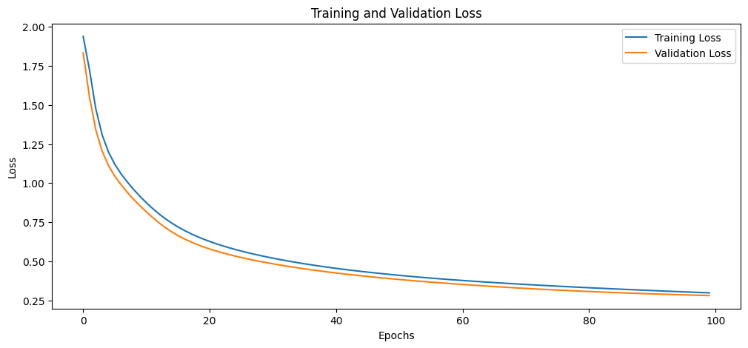 Training and Validation Loss
Training Loss
Validation Loss
2.00
1.75
1.50
1.25
1.00
0.75
0.50
0.25
Loss
0 20 40 60 80 100
Epochs